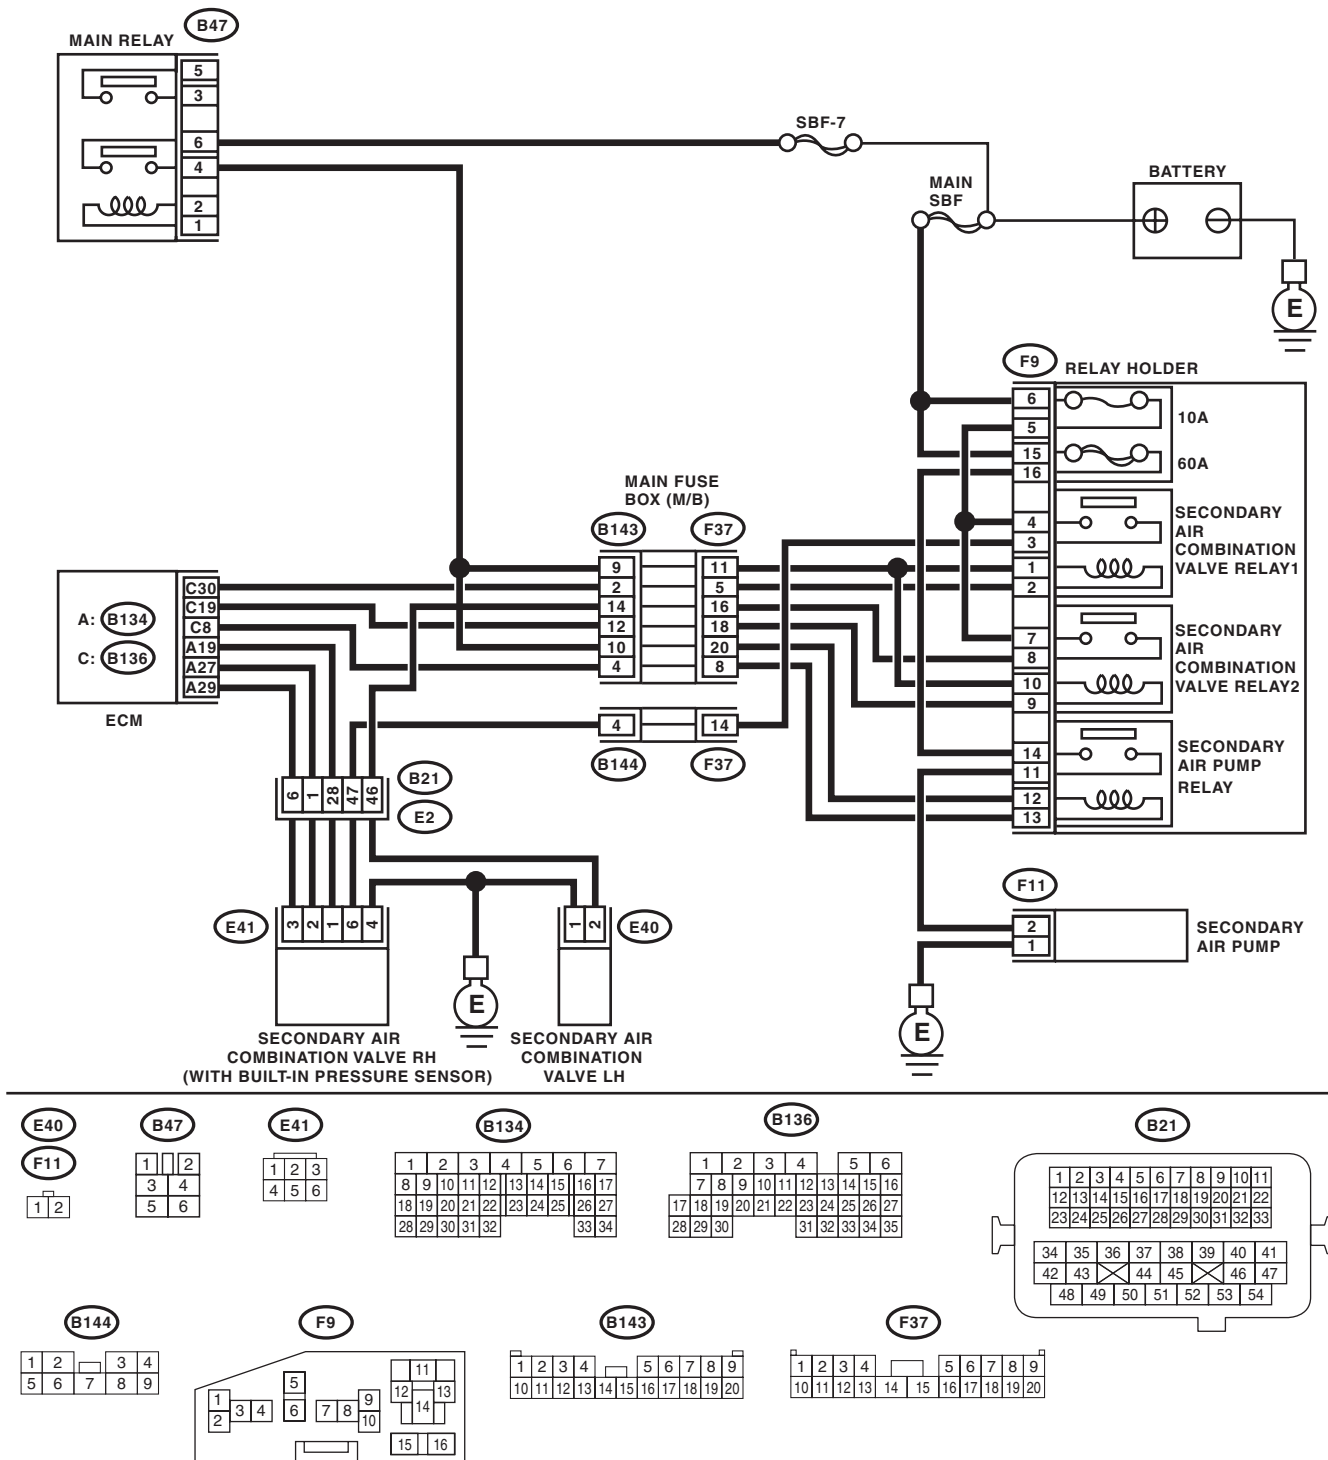 B47
MAIN RELAY
5
3
6
4
2
1
SBF-7
MAIN
SBF
BATTERY
E
F9
RELAY HOLDER
6
5
15
16
4
3
1
2
7
8
10
9
14
11
12
13
10A
60A
SECONDARY
AIR
COMBINATION
VALVE RELAY1
SECONDARY
AIR
COMBINATION
VALVE RELAY2
SECONDARY
AIR PUMP
RELAY
MAIN FUSE
BOX (M/B)
B143 F37
9 11
2 5
14 16
12 18
10 20
4 8
4 14
B144 F37
A: B134
C: B136
C30
C19
C8
A19
A27
A29
ECM
6 1 28 47 46
B21
E2
E41
3 2 1 6 4
1 2
E40
E
SECONDARY AIR
COMBINATION VALVE RH
(WITH BUILT-IN PRESSURE SENSOR)
SECONDARY AIR
COMBINATION
VALVE LH
F11
2
1
SECONDARY
AIR PUMP
E
E40
F11
1 2
B47
1 2
3 4
5 6
E41
1 2 3
4 5 6
B134
1 2 3 4 5 6 7
8 9 10 11 12 13 14 15 16 17
18 19 20 21 22 23 24 25 26 27
28 29 30 31 32 33 34
B136
1 2 3 4 5 6
7 8 9 10 11 12 13 14 15 16
17 18 19 20 21 22 23 24 25 26 27
28 29 30 31 32 33 34 35
B21
1 2 3 4 5 6 7 8 9 10 11
12 13 14 15 16 17 18 19 20 21 22
23 24 25 26 27 28 29 30 31 32 33
34 35 36 37 38 39 40 41
42 43 44 45 46 47
48 49 50 51 52 53 54
B144
1 2 3 4
5 6 7 8 9
F9
1
2
3 4
5
6
7 8
9
10
11
12 13
14
15 16
B143
1 2 3 4 5 6 7 8 9
10 11 12 13 14 15 16 17 18 19 20
F37
1 2 3 4 5 6 7 8 9
10 11 12 13 14 15 16 17 18 19 20